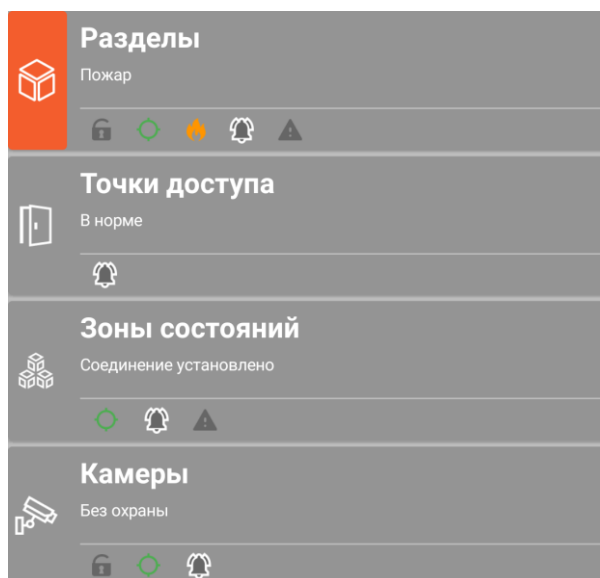 Разделы
Пожар
Точки доступа
В норме
Зоны состояний
Соединение установлено
Камеры
Без охраны